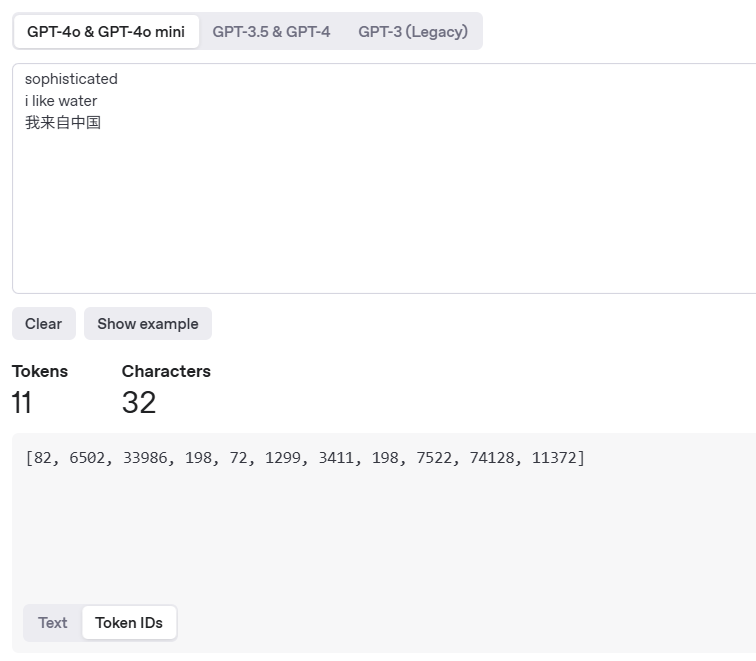 GPT-4o & GPT-4o mini GPT-3.5 & GPT-4 GPT-3 (Legacy)
sophisticated
i like water
我来自中国
Clear Show example
Tokens Characters
11 32
[82, 6502, 33986, 198, 72, 1299, 3411, 198, 7522, 74128, 11372]
Text Token IDs